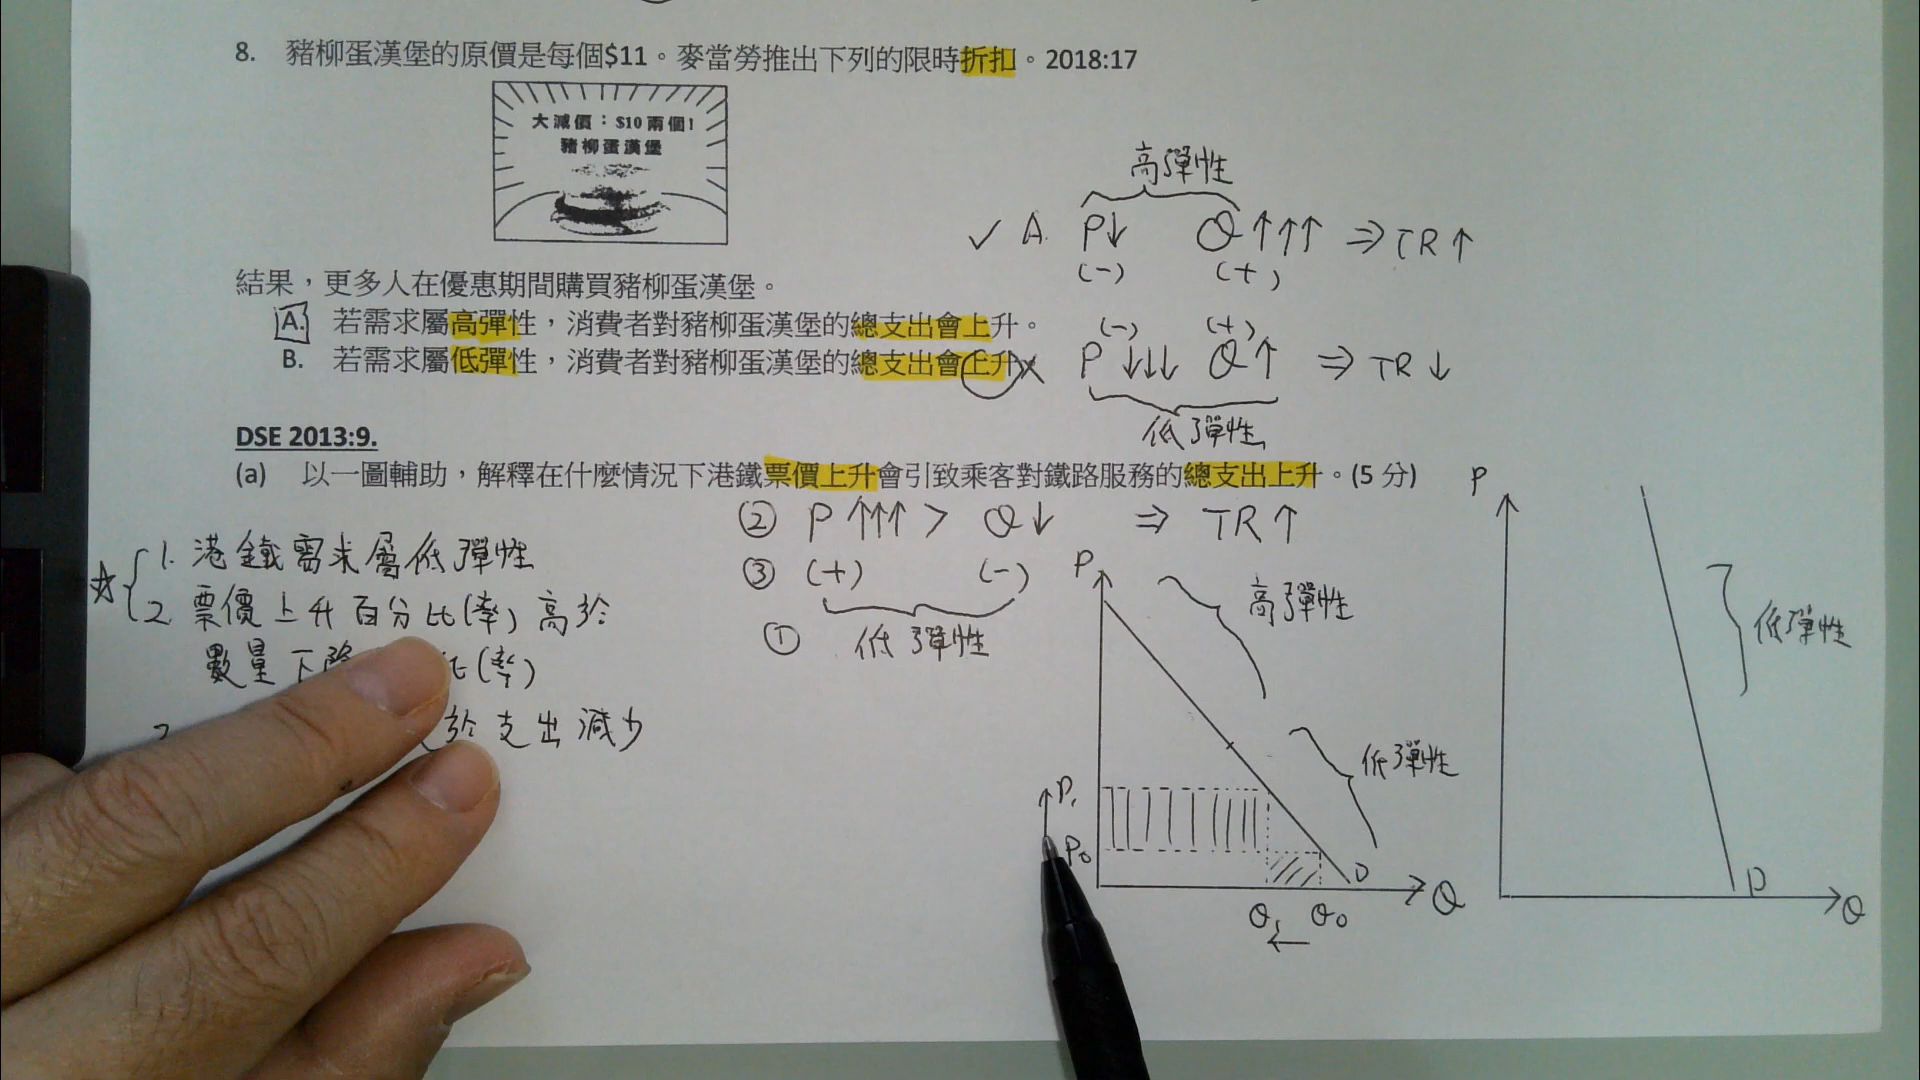 8. 豬柳蛋漢堡的原價是每個$11。麥當勞推出下列的限時折扣。2018:17
大減價：$10 兩個!
豬柳蛋漢堡
高彈性
✓ A. P↓ Q↑↑↑ ⇒ TR↑
(-) (+)
結果，更多人在優惠期間購買豬柳蛋漢堡。
A. 若需求屬高彈性，消費者對豬柳蛋漢堡的總支出會上升。
B. 若需求屬低彈性，消費者對豬柳蛋漢堡的總支出會上升
(-) (+)
P↓↓↓ Q↑ ⇒ TR↓
低彈性
DSE 2013:9.
(a) 以一圖輔助，解釋在什麼情況下港鐵票價上升會引致乘客對鐵路服務的總支出上升。(5 分)
② P↑↑↑ > Q↓ ⇒ TR↑
③ (+) (-)
① 低彈性
☆ 1. 港鐵需求屬低彈性
2. 票價上升百分比(率)高於
數量下降 比(率)
於支出減少
P
高彈性
低彈性
P₁
P₀
D
Q₁ Q₀
Q
P
低彈性
D
Q